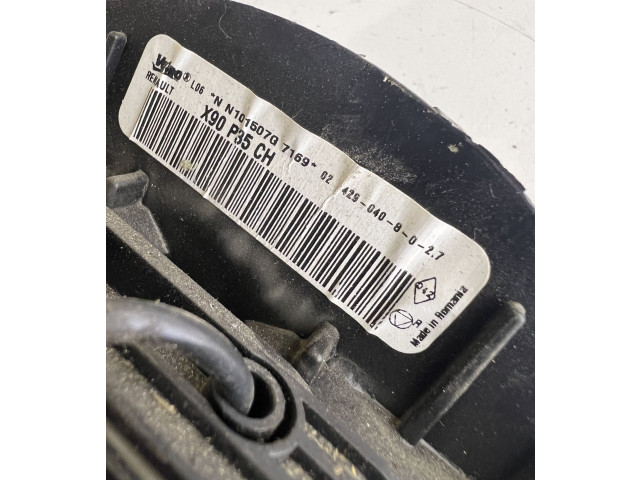 Valeo ® L06 *N N101507G 7169* 02 429-040-8-0-2.7
RENAULT
X90 P35 CH
Made in Romania